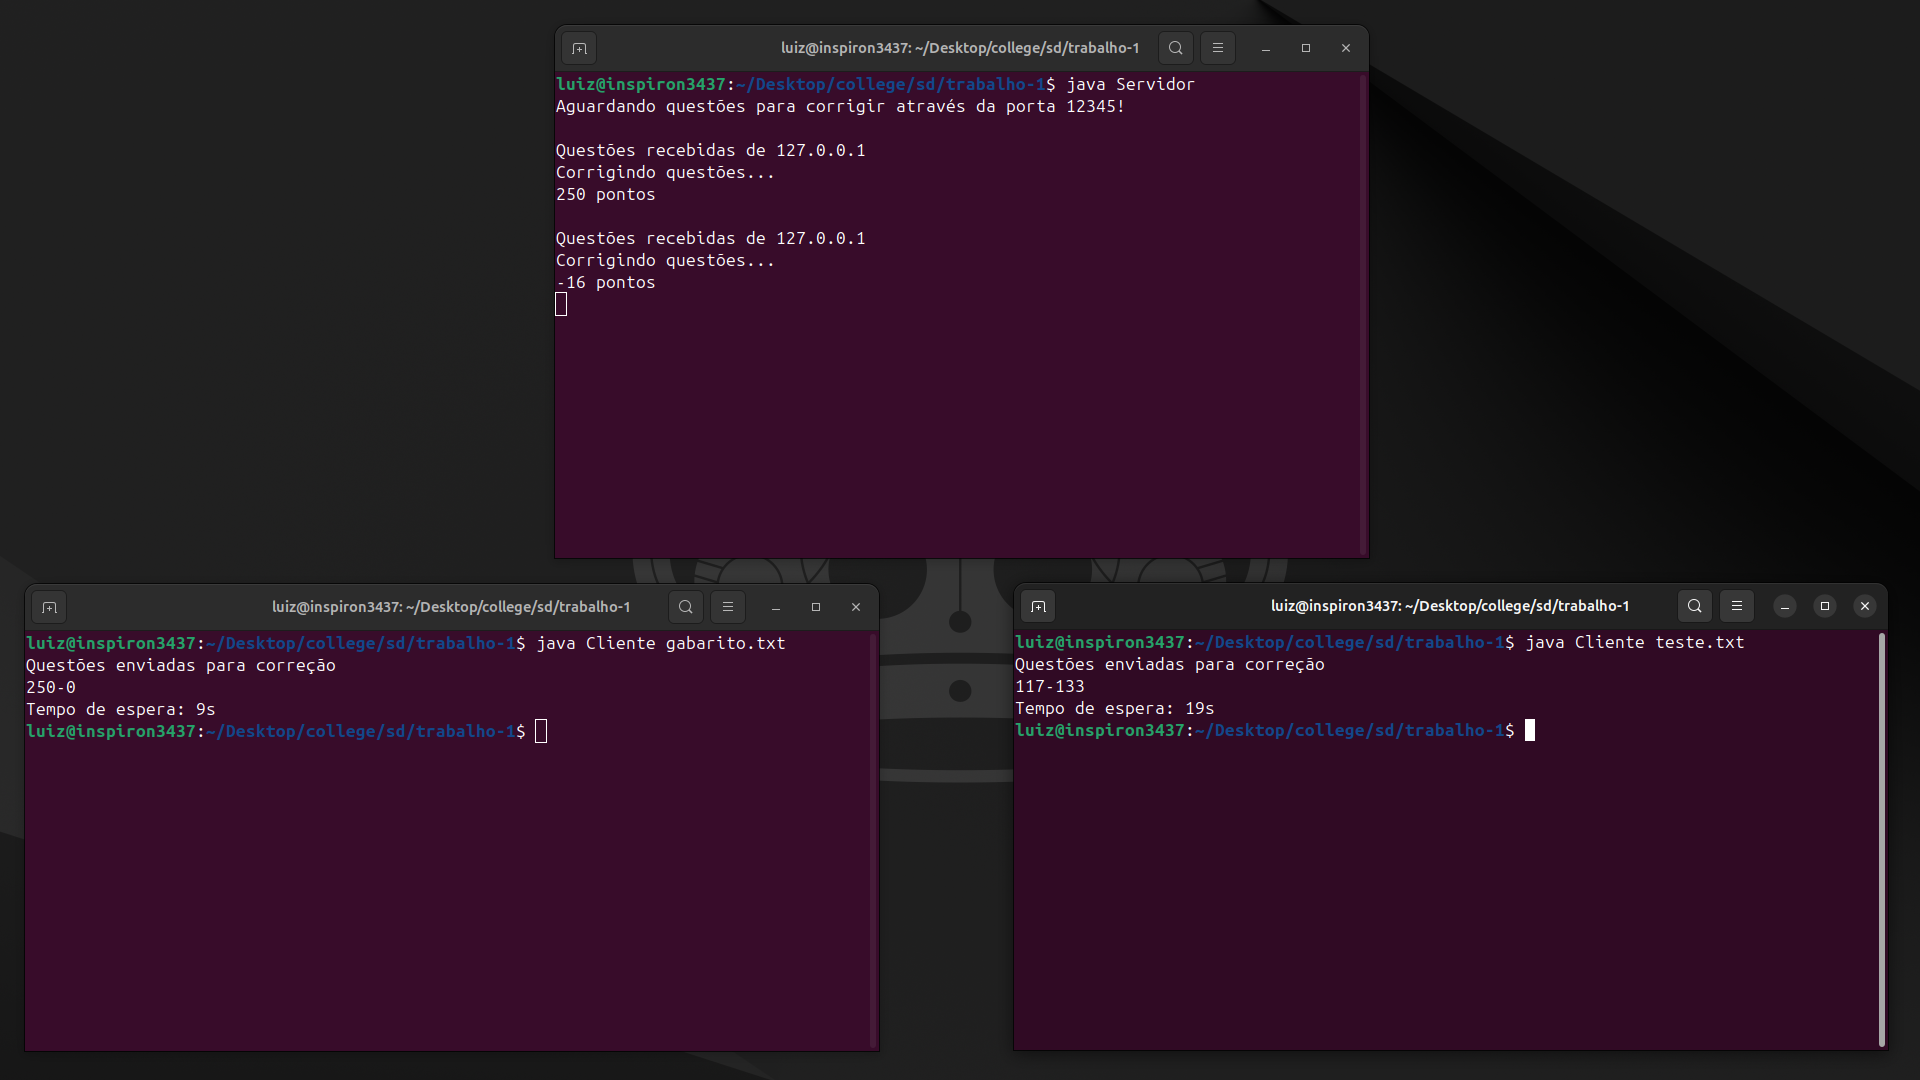 luiz@inspiron3437: ~/Desktop/college/sd/trabalho-1
luiz@inspiron3437:~/Desktop/college/sd/trabalho-1$ java Servidor
Aguardando questões para corrigir através da porta 12345!
Questões recebidas de 127.0.0.1
Corrigindo questões...
250 pontos
Questões recebidas de 127.0.0.1
Corrigindo questões...
-16 pontos
luiz@inspiron3437: ~/Desktop/college/sd/trabalho-1
luiz@inspiron3437:~/Desktop/college/sd/trabalho-1$ java Cliente gabarito.txt
Questões enviadas para correção
250-0
Tempo de espera: 9s
luiz@inspiron3437:~/Desktop/college/sd/trabalho-1$
luiz@inspiron3437: ~/Desktop/college/sd/trabalho-1
luiz@inspiron3437:~/Desktop/college/sd/trabalho-1$ java Cliente teste.txt
Questões enviadas para correção
117-133
Tempo de espera: 19s
luiz@inspiron3437:~/Desktop/college/sd/trabalho-1$